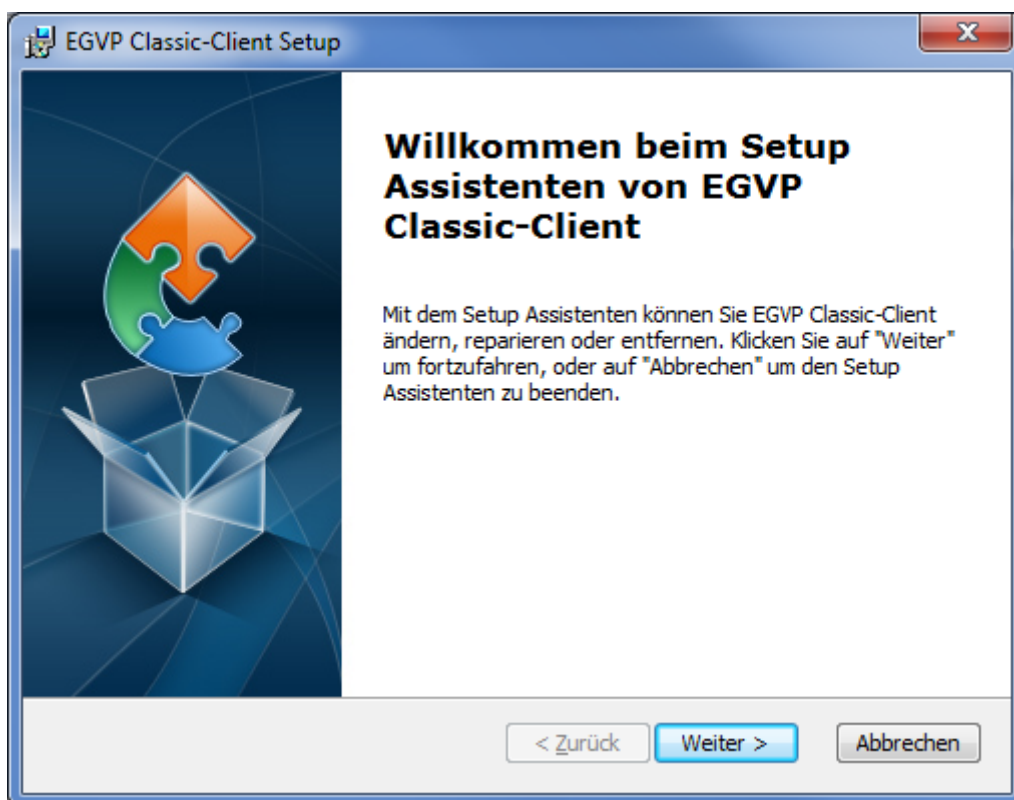 EGVP Classic-Client Setup
Willkommen beim Setup
Assistenten von EGVP
Classic-Client
Mit dem Setup Assistenten können Sie EGVP Classic-Client
ändern, reparieren oder entfernen. Klicken Sie auf "Weiter"
um fortzufahren, oder auf "Abbrechen" um den Setup
Assistenten zu beenden.
< Zurück Weiter > Abbrechen